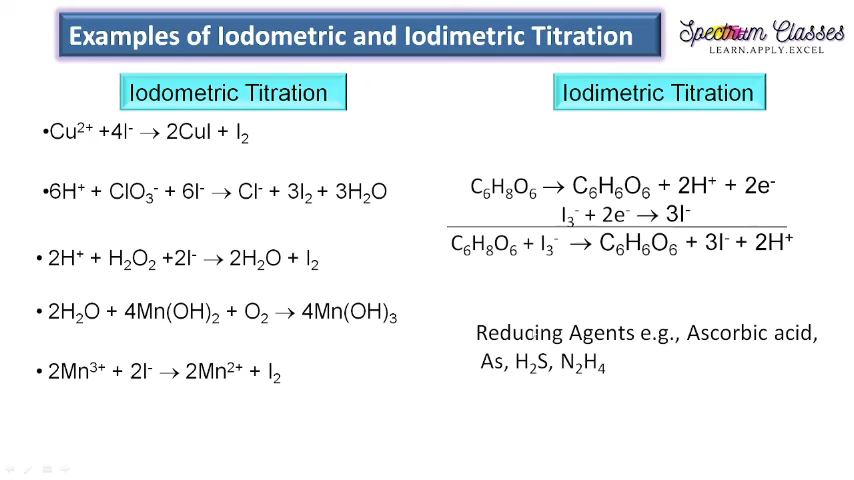 Examples of Iodometric and Iodimetric Titration
Spectrum Classes
LEARN.APPLY.EXCEL
Iodometric Titration
•Cu²⁺ +4I⁻ → 2CuI + I₂
•6H⁺ + ClO₃⁻ + 6I⁻ → Cl⁻ + 3I₂ + 3H₂O
• 2H⁺ + H₂O₂ +2I⁻ → 2H₂O + I₂
• 2H₂O + 4Mn(OH)₂ + O₂ → 4Mn(OH)₃
• 2Mn³⁺ + 2I⁻ → 2Mn²⁺ + I₂
Iodimetric Titration
C₆H₈O₆ → C₆H₆O₆ + 2H⁺ + 2e⁻
I₃⁻ + 2e⁻ → 3I⁻
C₆H₈O₆ + I₃⁻ → C₆H₆O₆ + 3I⁻ + 2H⁺
Reducing Agents e.g., Ascorbic acid,
As, H₂S, N₂H₄